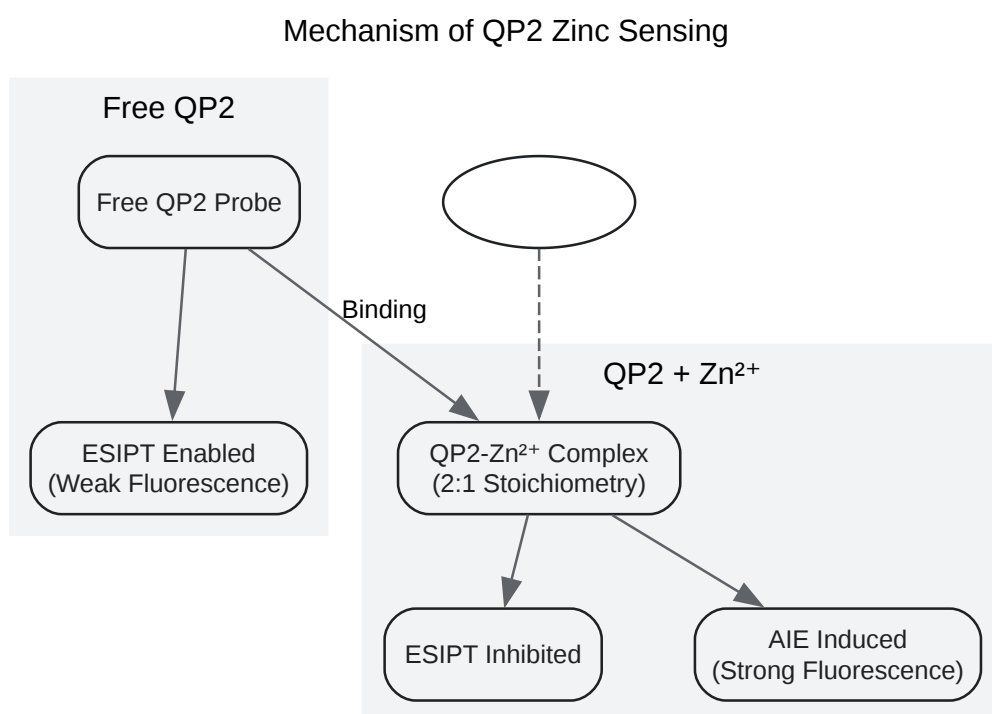 Mechanism of QP2 Zinc Sensing
Free QP2
Free QP2 Probe
Binding
ESIPT Enabled
(Weak Fluorescence)
QP2 + Zn²⁺
QP2-Zn²⁺ Complex
(2:1 Stoichiometry)
ESIPT Inhibited
AIE Induced
(Strong Fluorescence)